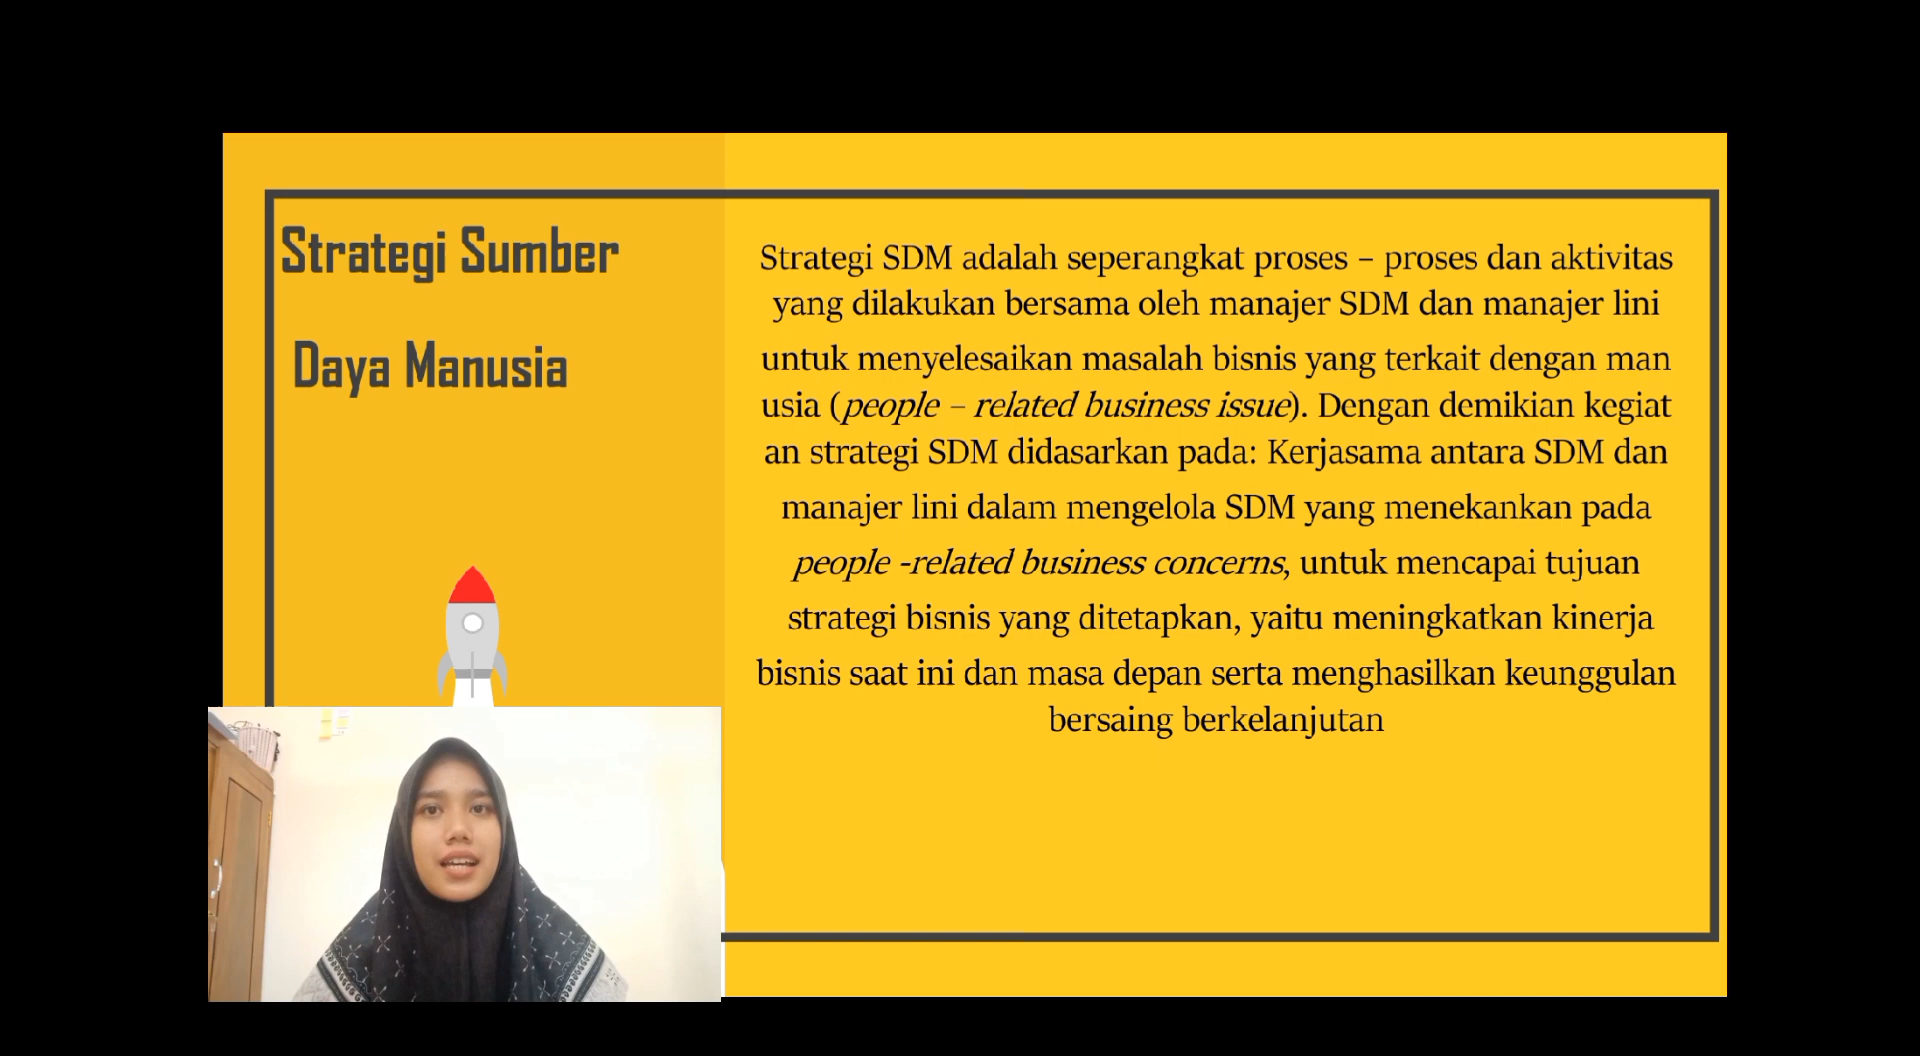 Strategi Sumber
Daya Manusia
Strategi SDM adalah seperangkat proses – proses dan aktivitas
yang dilakukan bersama oleh manajer SDM dan manajer lini
untuk menyelesaikan masalah bisnis yang terkait dengan man
usia (people – related business issue). Dengan demikian kegiat
an strategi SDM didasarkan pada: Kerjasama antara SDM dan
manajer lini dalam mengelola SDM yang menekankan pada
people -related business concerns, untuk mencapai tujuan
strategi bisnis yang ditetapkan, yaitu meningkatkan kinerja
bisnis saat ini dan masa depan serta menghasilkan keunggulan
bersaing berkelanjutan